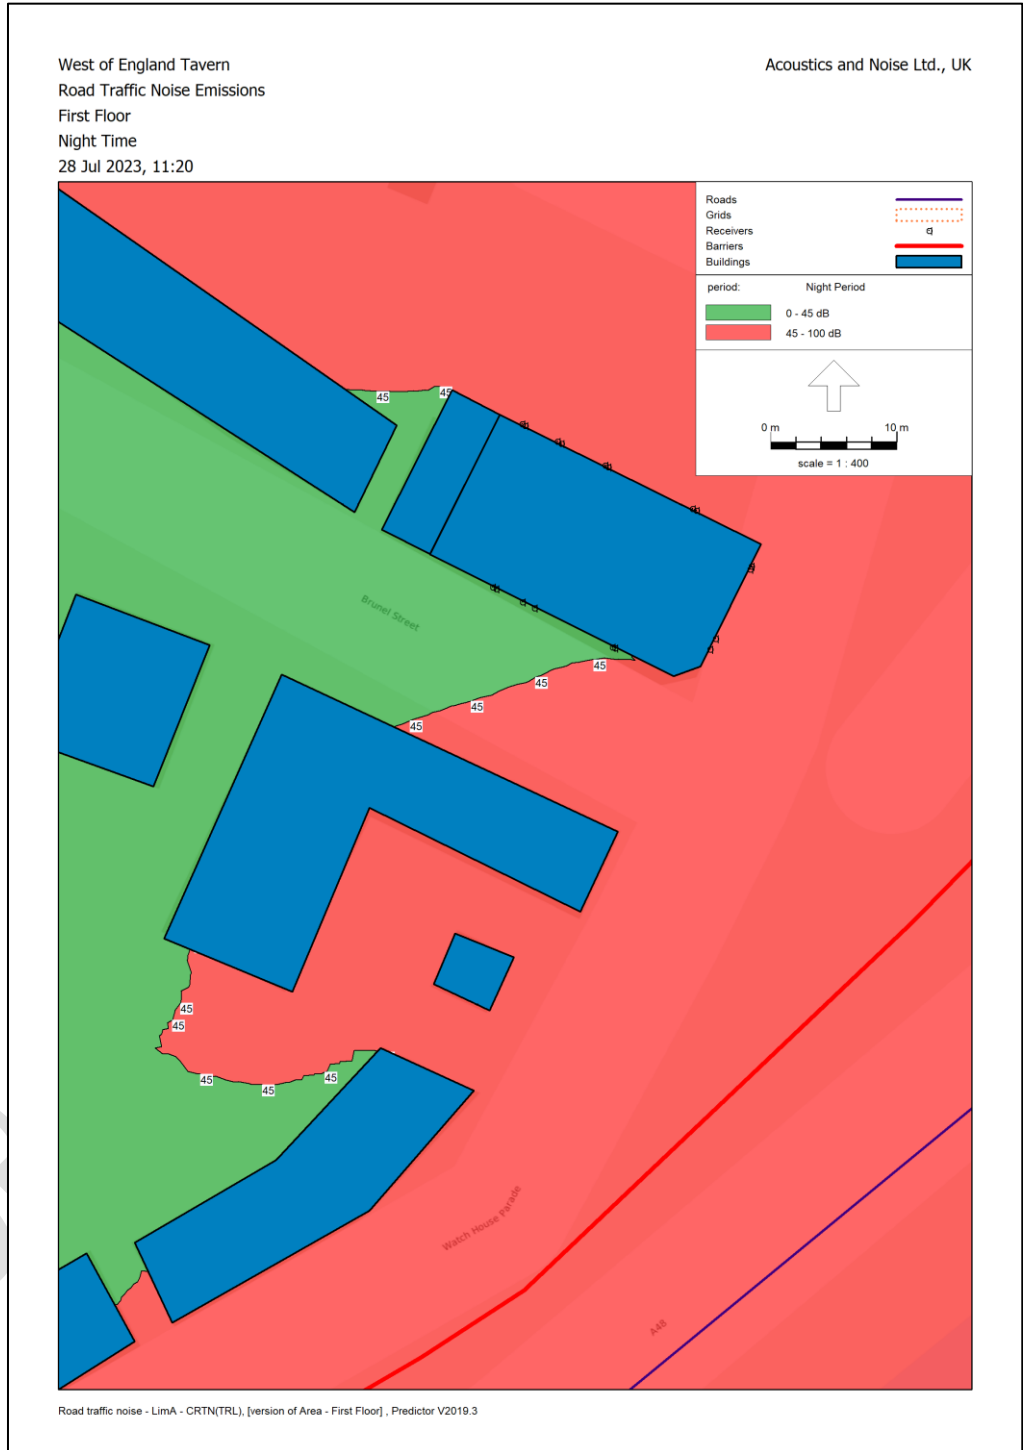 West of England Tavern
Acoustics and Noise Ltd., UK
Road Traffic Noise Emissions
First Floor
Night Time
28 Jul 2023, 11:20
Roads
Grids
Receivers
Barriers
Buildings
period: Night Period
0 - 45 dB
45 - 100 dB
0 m 10 m
scale = 1 : 400
45
45
Brunel Street
45
45
45
45
45
45
45
45
45
Watch House Parade
A48
Road traffic noise - LimA - CRTN(TRL), [version of Area - First Floor] , Predictor V2019.3